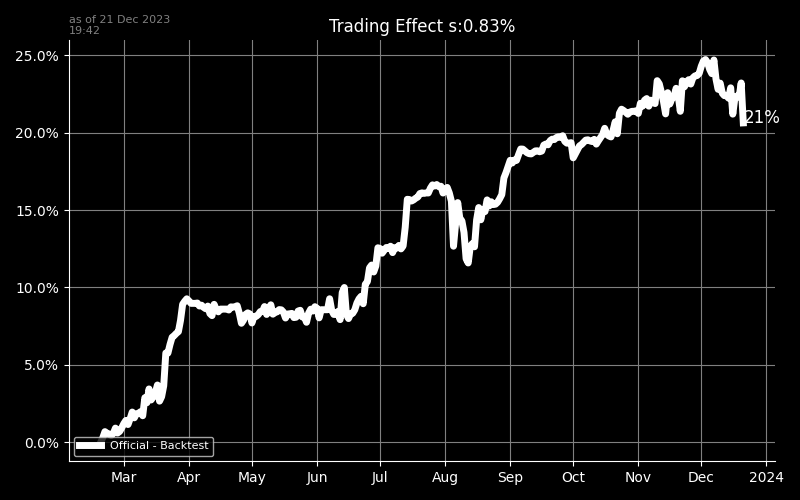 as of 21 Dec 2023
19:42
Trading Effect s:0.83%
25.0%
20.0%
15.0%
10.0%
5.0%
0.0%
21%
Official - Backtest
Mar Apr May Jun Jul Aug Sep Oct Nov Dec 2024